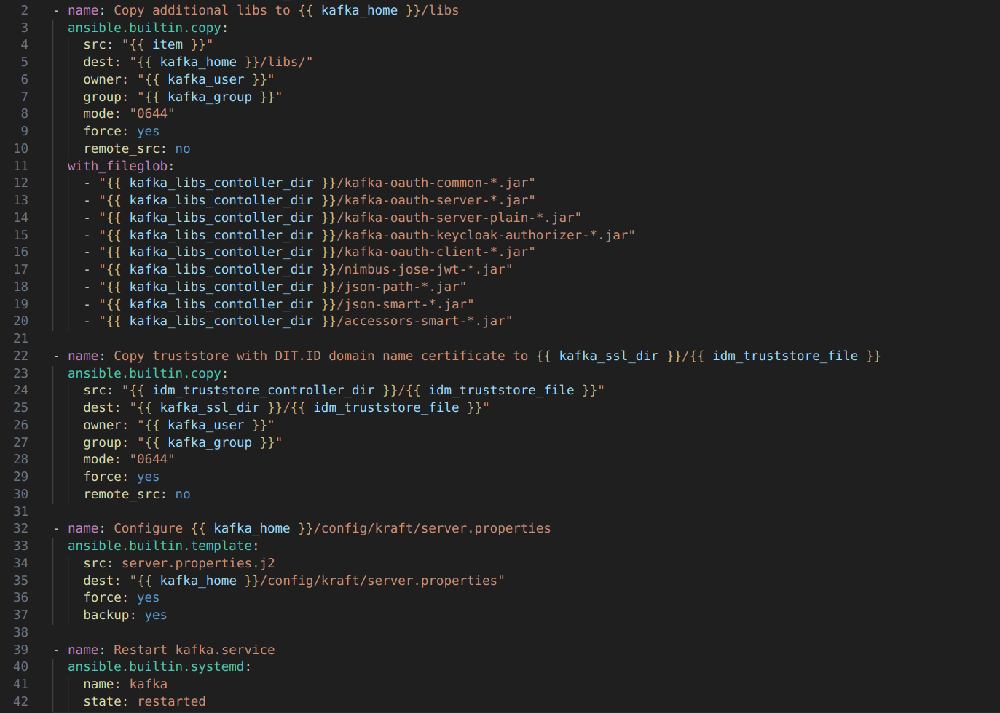 2 - name: Copy additional libs to {{ kafka_home }}/libs
3   ansible.builtin.copy:
4     src: "{{ item }}"
5     dest: "{{ kafka_home }}/libs/"
6     owner: "{{ kafka_user }}"
7     group: "{{ kafka_group }}"
8     mode: "0644"
9     force: yes
10     remote_src: no
11   with_fileglob:
12     - "{{ kafka_libs_contoller_dir }}/kafka-oauth-common-*.jar"
13     - "{{ kafka_libs_contoller_dir }}/kafka-oauth-server-*.jar"
14     - "{{ kafka_libs_contoller_dir }}/kafka-oauth-server-plain-*.jar"
15     - "{{ kafka_libs_contoller_dir }}/kafka-oauth-keycloak-authorizer-*.jar"
16     - "{{ kafka_libs_contoller_dir }}/kafka-oauth-client-*.jar"
17     - "{{ kafka_libs_contoller_dir }}/nimbus-jose-jwt-*.jar"
18     - "{{ kafka_libs_contoller_dir }}/json-path-*.jar"
19     - "{{ kafka_libs_contoller_dir }}/json-smart-*.jar"
20     - "{{ kafka_libs_contoller_dir }}/accessors-smart-*.jar"
21
22 - name: Copy truststore with DIT.ID domain name certificate to {{ kafka_ssl_dir }}/{{ idm_truststore_file }}
23   ansible.builtin.copy:
24     src: "{{ idm_truststore_controller_dir }}/{{ idm_truststore_file }}"
25     dest: "{{ kafka_ssl_dir }}/{{ idm_truststore_file }}"
26     owner: "{{ kafka_user }}"
27     group: "{{ kafka_group }}"
28     mode: "0644"
29     force: yes
30     remote_src: no
31
32 - name: Configure {{ kafka_home }}/config/kraft/server.properties
33   ansible.builtin.template:
34     src: server.properties.j2
35     dest: "{{ kafka_home }}/config/kraft/server.properties"
36     force: yes
37     backup: yes
38
39 - name: Restart kafka.service
40   ansible.builtin.systemd:
41     name: kafka
42     state: restarted